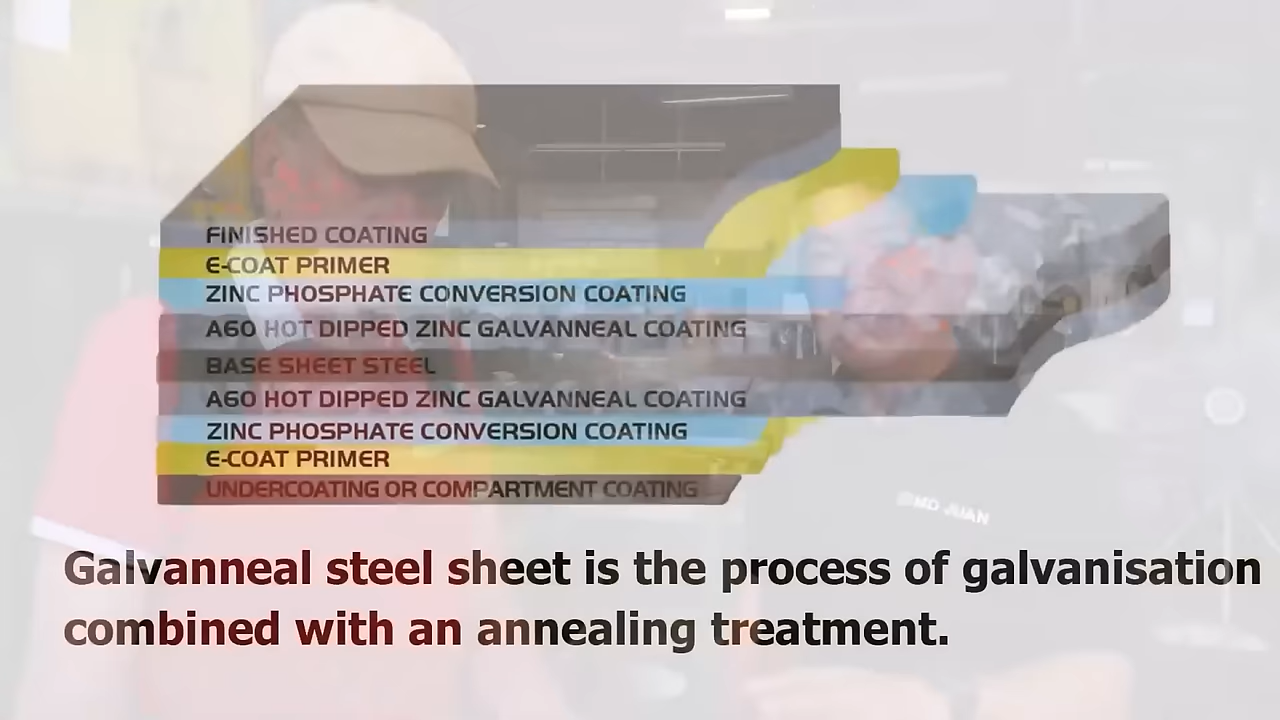 FINISHED COATING
E-COAT PRIMER
ZINC PHOSPHATE CONVERSION COATING
A60 HOT DIPPED ZINC GALVANNEAL COATING
BASE SHEET STEEL
A60 HOT DIPPED ZINC GALVANNEAL COATING
ZINC PHOSPHATE CONVERSION COATING
E-COAT PRIMER
UNDERCOATING OR COMPARTMENT COATING
MD JUAN
Galvanneal steel sheet is the process of galvanisation
combined with an annealing treatment.